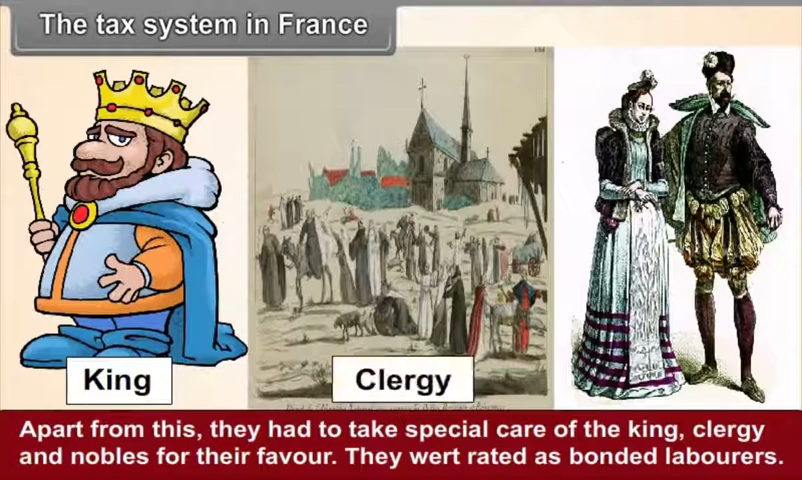 The tax system in France
King
Clergy
Apart from this, they had to take special care of the king, clergy
and nobles for their favour. They wert rated as bonded labourers.